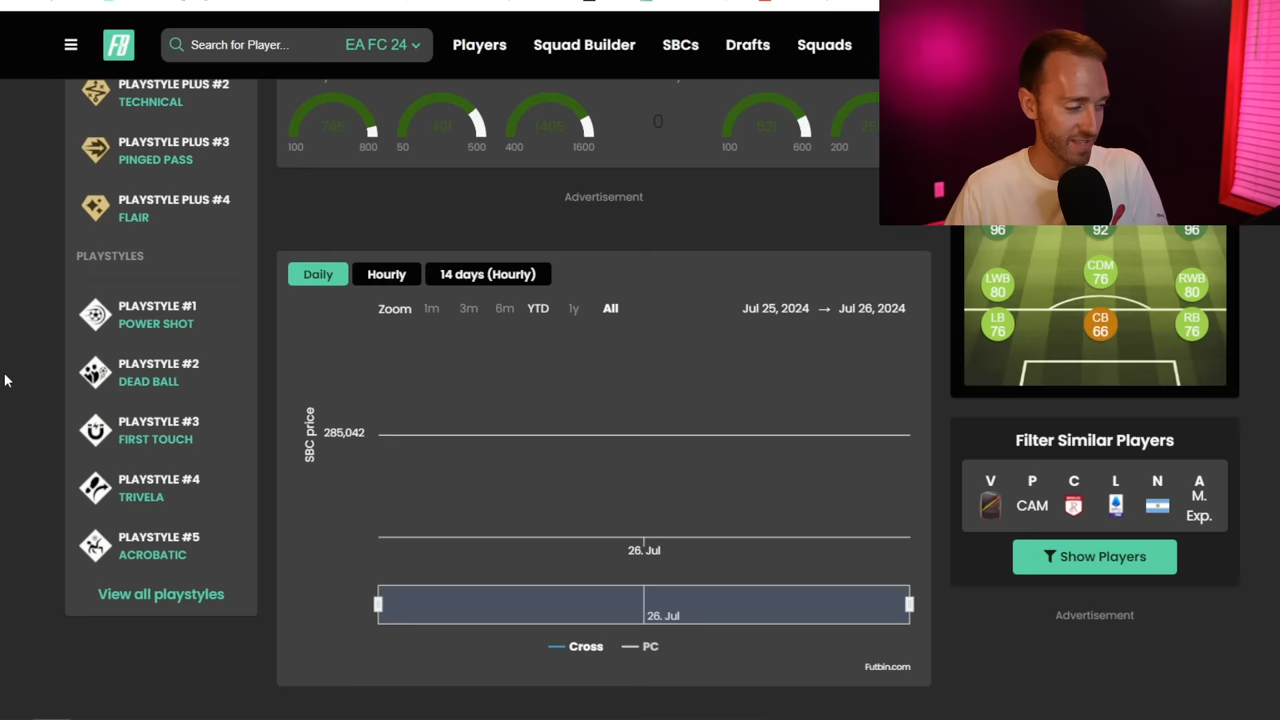 FB
Search for Player...
EA FC 24
Players
Squad Builder
SBCs
Drafts
Squads
PLAYSTYLE PLUS #2
TECHNICAL
PLAYSTYLE PLUS #3
PINGED PASS
PLAYSTYLE PLUS #4
FLAIR
PLAYSTYLES
PLAYSTYLE #1
POWER SHOT
PLAYSTYLE #2
DEAD BALL
PLAYSTYLE #3
FIRST TOUCH
PLAYSTYLE #4
TRIVELA
PLAYSTYLE #5
ACROBATIC
View all playstyles
745
100 800
401
50 500
1405
400 1600
0
521
100 600
200
Advertisement
Daily
Hourly
14 days (Hourly)
Zoom 1m 3m 6m YTD 1y All
Jul 25, 2024 → Jul 26, 2024
SBC price
285,042
26. Jul
26. Jul
Cross
PC
Futbin.com
96 92 96
LWB
80
CDM
76
RWB
80
LB
76
CB
66
RB
76
Filter Similar Players
V P C L N A
CAM
M.
Exp.
Show Players
Advertisement